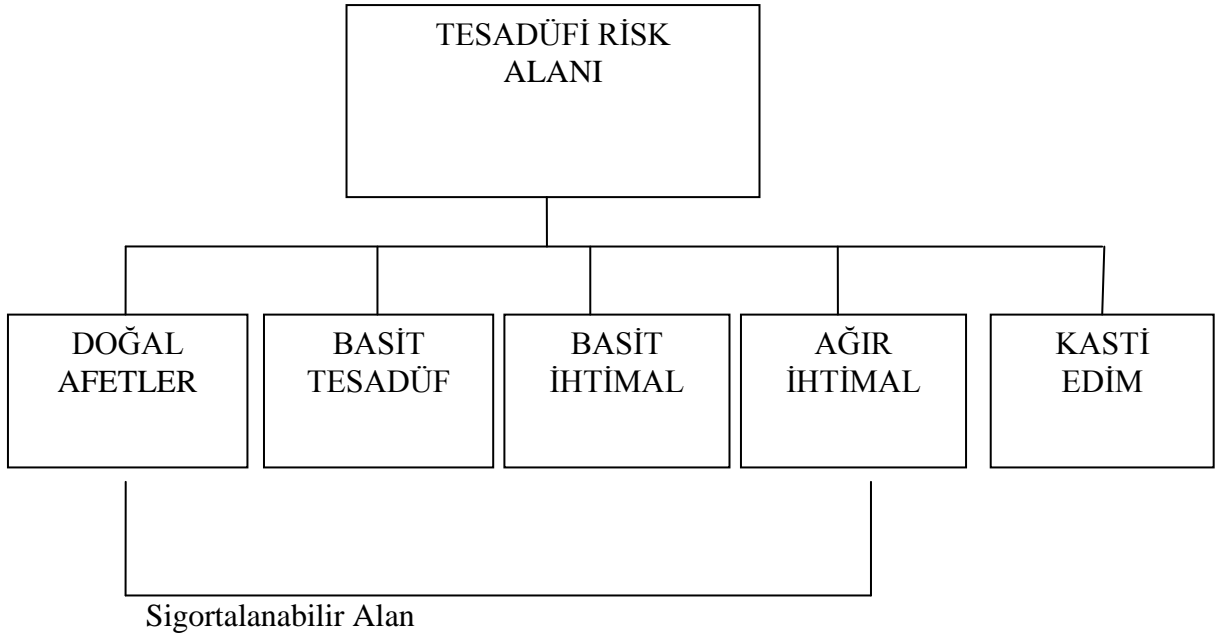 TESADÜFİ RİSK
ALANI
DOĞAL
AFETLER
BASİT
TESADÜF
BASİT
İHTİMAL
AĞIR
İHTİMAL
KASTİ
EDİM
Sigortalanabilir Alan